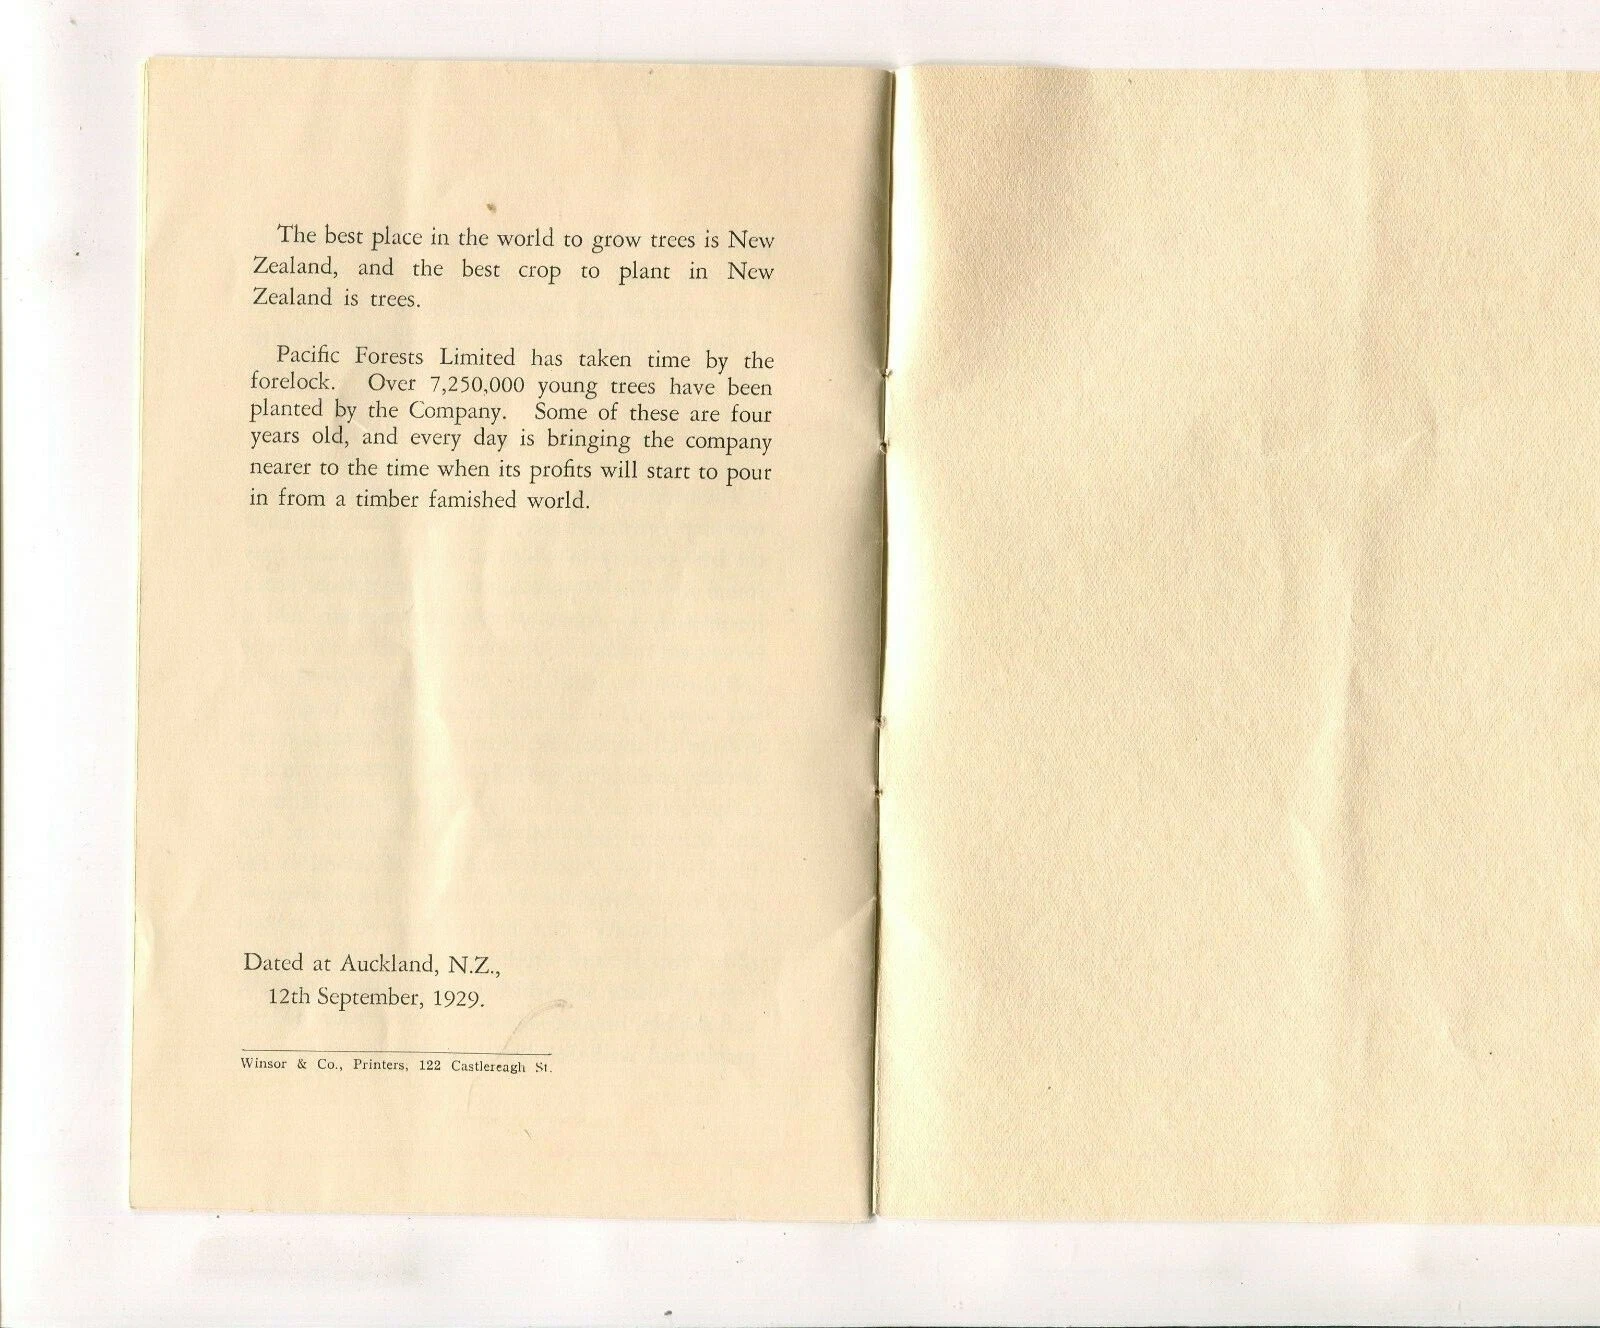 The best place in the world to grow trees is New
Zealand, and the best crop to plant in New
Zealand is trees.
Pacific Forests Limited has taken time by the
forelock. Over 7,250,000 young trees have been
planted by the Company. Some of these are four
years old, and every day is bringing the company
nearer to the time when its profits will start to pour
in from a timber famished world.
Dated at Auckland, N.Z.,
12th September, 1929.
Winsor & Co., Printers, 122 Castlereagh St.